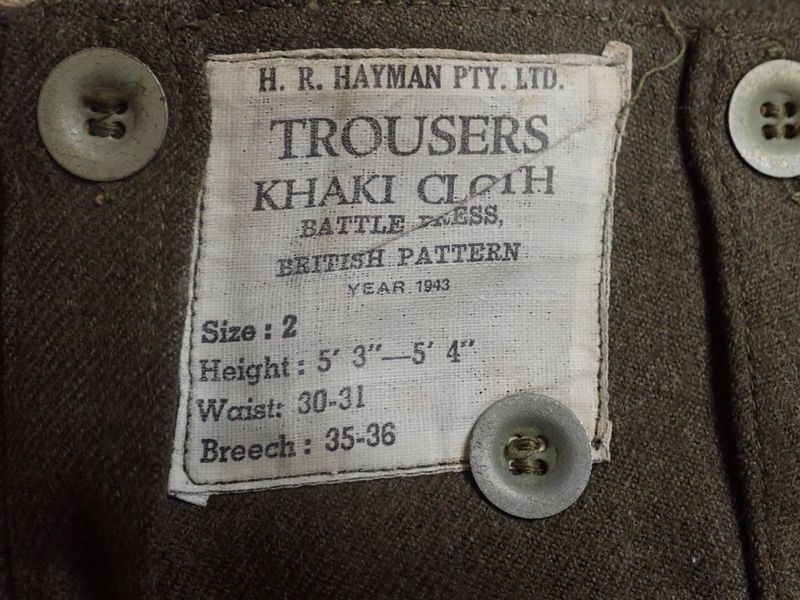 H. R. HAYMAN PTY. LTD.
TROUSERS
KHAKI CLOTH
BATTLE DRESS,
BRITISH PATTERN
YEAR 1943
Size : 2
Height : 5′ 3″—5′ 4″
Waist: 30-31
Breech : 35-36